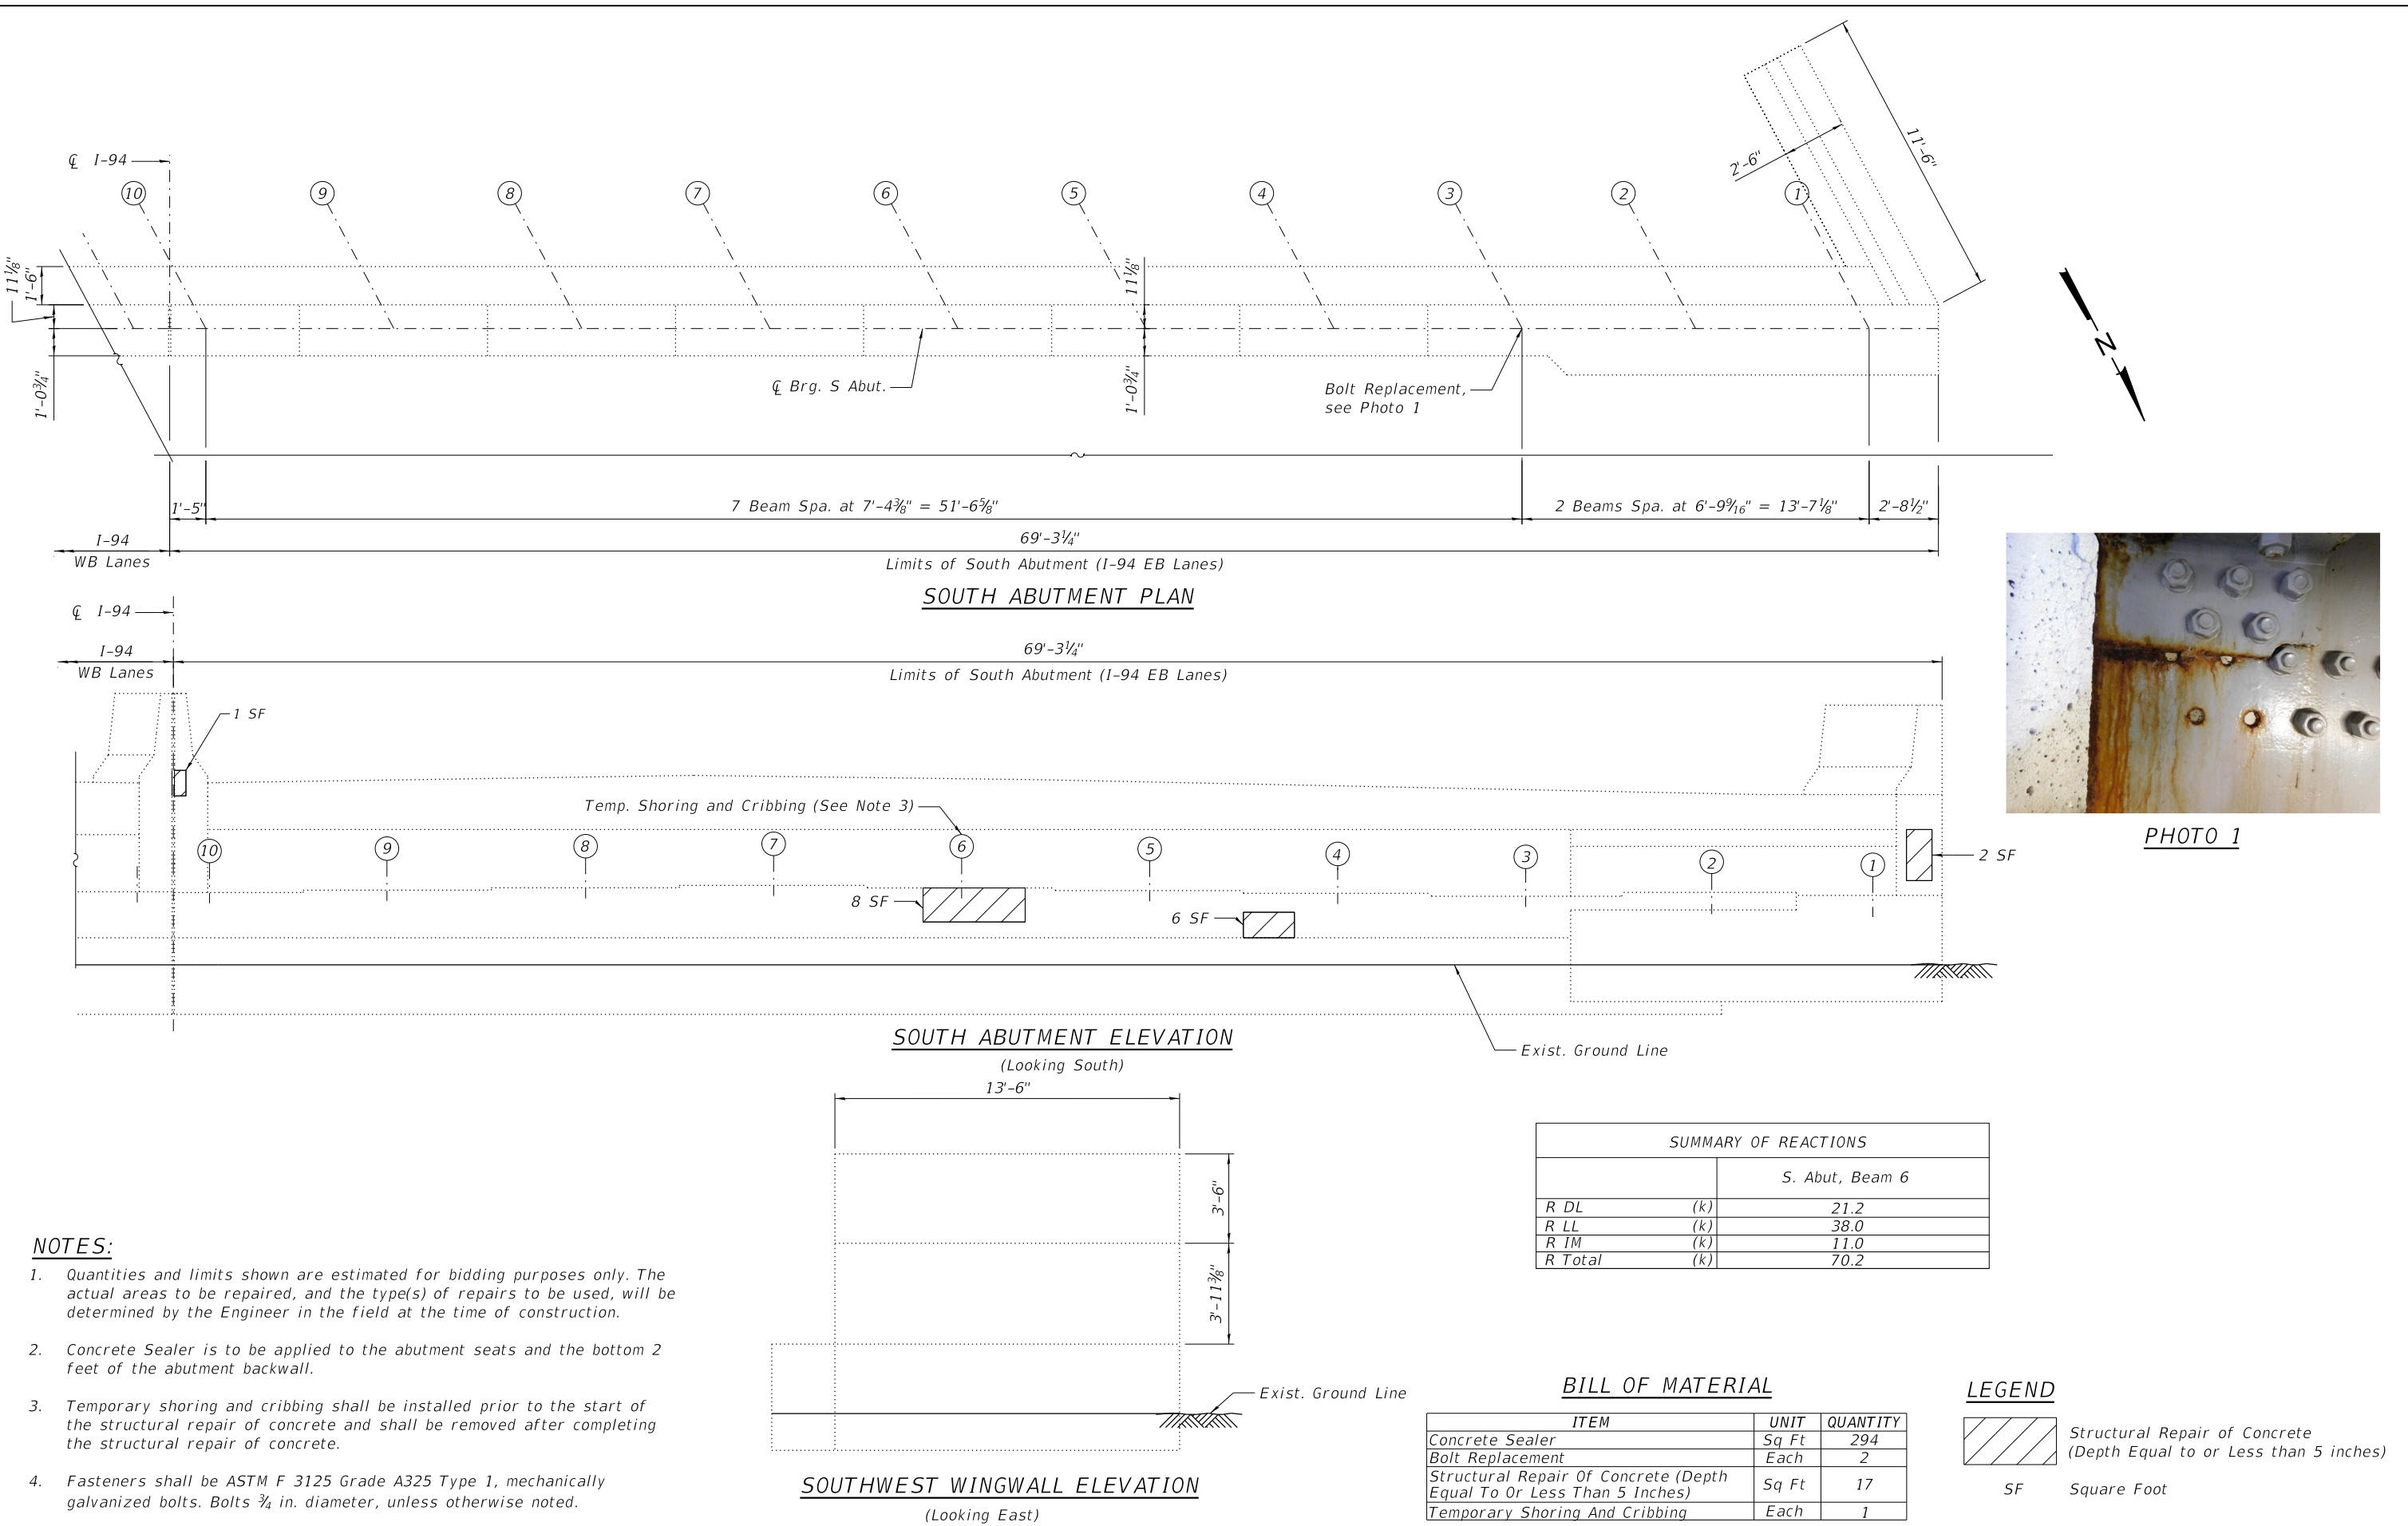 ℄ I-94
10
9
8
7
6
5
4
3
2
1
11'-6"
2'-6"
11⅛"
1'-6"
1'-0¾"
11⅛"
1'-0¾"
℄ Brg. S Abut.
Bolt Replacement,
see Photo 1
N
1'-5"
7 Beam Spa. at 7'-4⅜" = 51'-6⅝"
2 Beams Spa. at 6'-9⁹⁄₁₆" = 13'-7⅛"
2'-8½"
I-94
WB Lanes
69'-3¼"
Limits of South Abutment (I-94 EB Lanes)
SOUTH ABUTMENT PLAN
℄ I-94
I-94
WB Lanes
69'-3¼"
Limits of South Abutment (I-94 EB Lanes)
1 SF
Temp. Shoring and Cribbing (See Note 3)
10
9
8
7
6
5
4
3
2
1
8 SF
6 SF
2 SF
PHOTO 1
Exist. Ground Line
SOUTH ABUTMENT ELEVATION
(Looking South)
13'-6"
3'-6"
3'-11⅜"
Exist. Ground Line
SOUTHWEST WINGWALL ELEVATION
(Looking East)
NOTES:
1. Quantities and limits shown are estimated for bidding purposes only. The
actual areas to be repaired, and the type(s) of repairs to be used, will be
determined by the Engineer in the field at the time of construction.
2. Concrete Sealer is to be applied to the abutment seats and the bottom 2
feet of the abutment backwall.
3. Temporary shoring and cribbing shall be installed prior to the start of
the structural repair of concrete and shall be removed after completing
the structural repair of concrete.
4. Fasteners shall be ASTM F 3125 Grade A325 Type 1, mechanically
galvanized bolts. Bolts ¾ in. diameter, unless otherwise noted.
SUMMARY OF REACTIONS
S. Abut, Beam 6
R DL (k) 21.2
R LL (k) 38.0
R IM (k) 11.0
R Total (k) 70.2
BILL OF MATERIAL
ITEM UNIT QUANTITY
Concrete Sealer Sq Ft 294
Bolt Replacement Each 2
Structural Repair Of Concrete (Depth
Equal To Or Less Than 5 Inches) Sq Ft 17
Temporary Shoring And Cribbing Each 1
LEGEND
Structural Repair of Concrete
(Depth Equal to or Less than 5 inches)
SF Square Foot